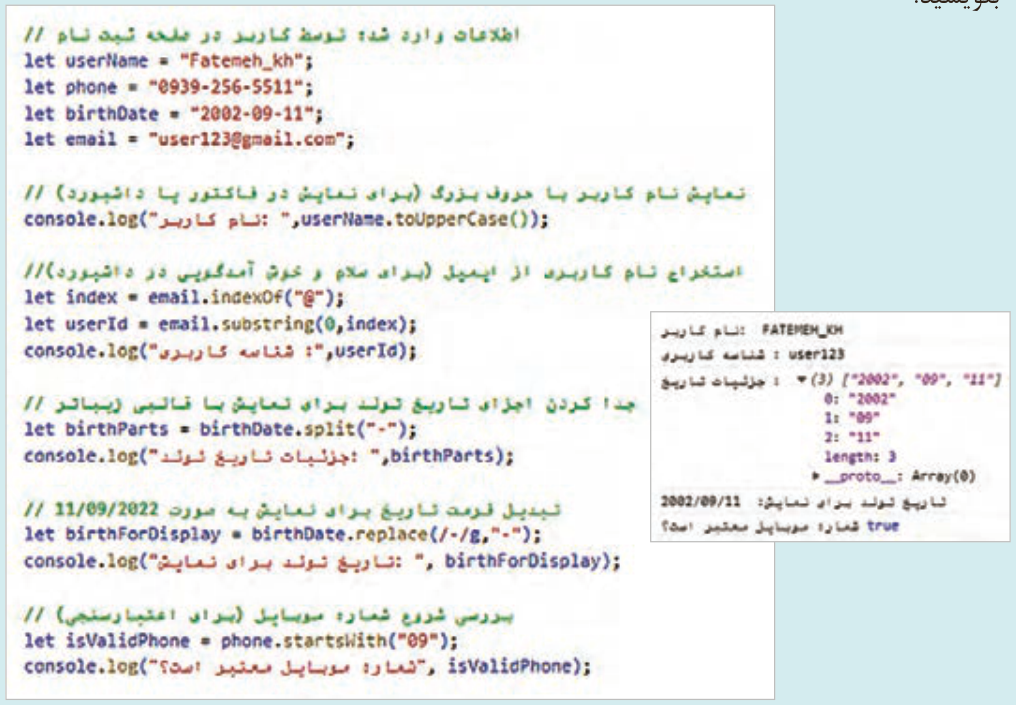 بنویسید.
// اطلاعات وارد شده توسط کاربر در صفحه ثبت نام
let userName = "Fatemeh_kh";
let phone = "0939-256-5511";
let birthDate = "2002-09-11";
let email = "user123@gmail.com";
// نمایش نام کاربر با حروف بزرگ (برای نمایش در فاکتور یا داشبورد)
console.log("نام کاربر: ",userName.toUpperCase());
//استخراج نام کاربری از ایمیل (برای سلام و خوش آمدگویی در داشبورد)
let index = email.indexOf("@");
let userId = email.substring(0,index);
console.log("شناسه کاربری :",userId);
// جدا کردن اجزای تاریخ تولد برای نمایش با قالبی زیباتر
let birthParts = birthDate.split("-");
console.log("جزئیات تاریخ تولد: ",birthParts);
// تبدیل فرمت تاریخ برای نمایش به صورت 11/09/2022
let birthForDisplay = birthDate.replace(/-/g,"-");
console.log("تاریخ تولد برای نمایش: ", birthForDisplay);
// بررسی شروع شماره موبایل (برای اعتبارسنجی)
let isValidPhone = phone.startsWith("09");
console.log("شماره موبایل معتبر است؟", isValidPhone);
نام کاربر:  FATEMEH_KH
شناسه کاربری : user123
جزئیات تاریخ : ▼(3) ["2002", "09", "11"]
0: "2002"
1: "09"
2: "11"
length: 3
▶ __proto__: Array(0)
تاریخ تولد برای نمایش:  2002/09/11
شماره موبایل معتبر است؟ true